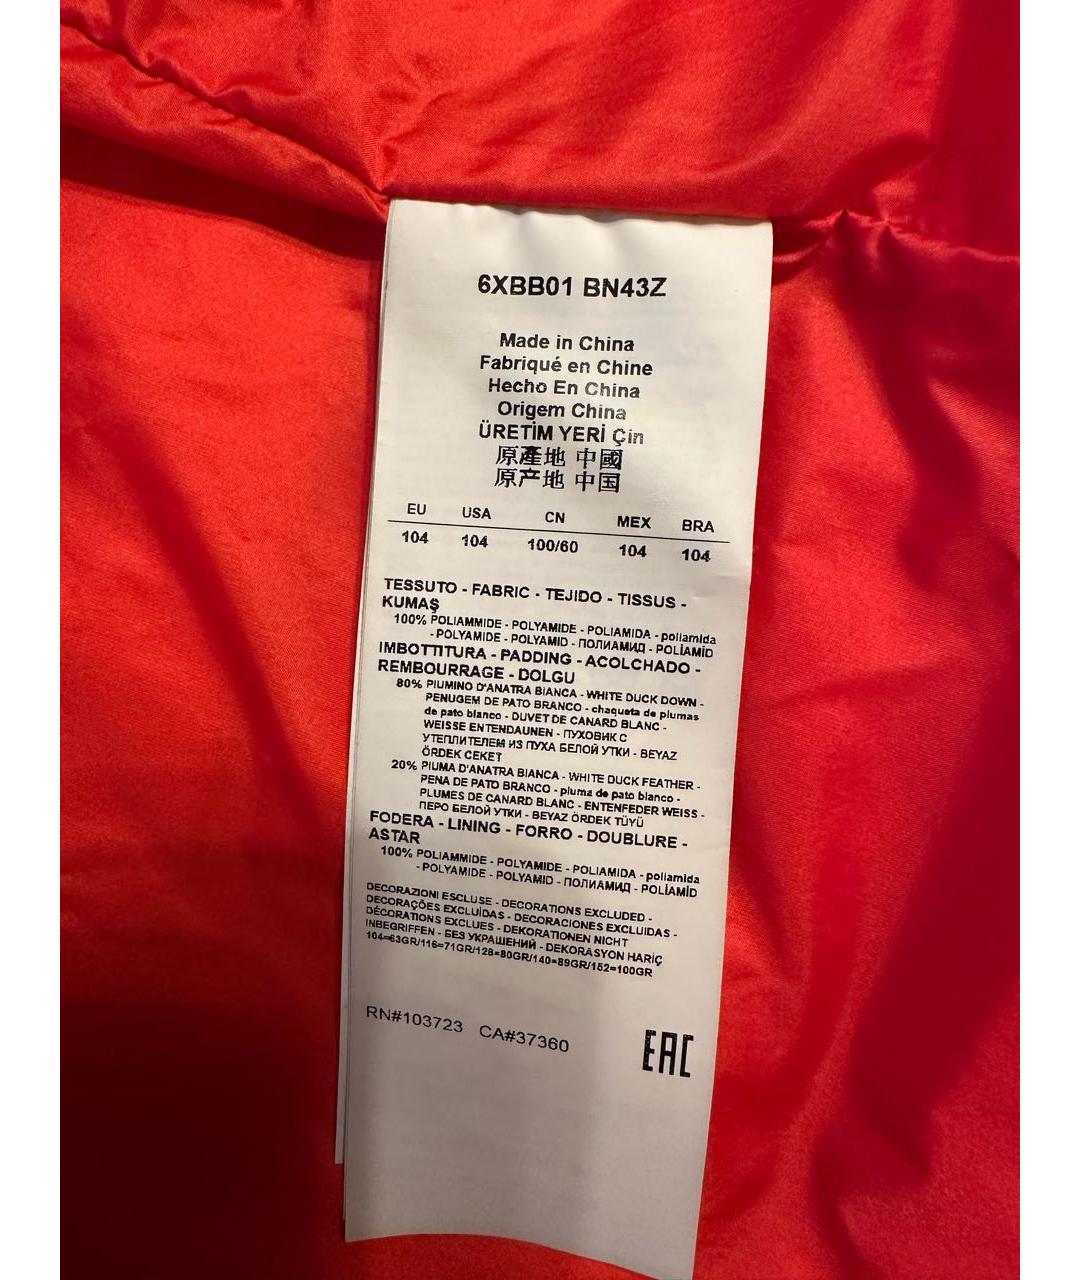 6XBB01 BN43Z
Made in China
Fabriqué en Chine
Hecho En China
Origem China
ÜRETİM YERİ Çin
原產地 中國
原产地 中国
EU USA CN MEX BRA
104 104 100/60 104 104
TESSUTO - FABRIC - TEJIDO - TISSUS -
KUMAŞ
100% POLIAMMIDE - POLYAMIDE - POLIAMIDA - poliamida
- POLYAMIDE - POLYAMID - ПОЛИАМИД - POLİAMİD
IMBOTTITURA - PADDING - ACOLCHADO -
REMBOURRAGE - DOLGU
80% PIUMINO D'ANATRA BIANCA - WHITE DUCK DOWN -
PENUGEM DE PATO BRANCO - chaqueta de plumas
de pato blanco - DUVET DE CANARD BLANC -
WEISSE ENTENDAUNEN - ПУХОВИК С
УТЕПЛИТЕЛЕМ ИЗ ПУХА БЕЛОЙ УТКИ - BEYAZ
ÖRDEK CEKET
20% PIUMA D'ANATRA BIANCA - WHITE DUCK FEATHER -
PENA DE PATO BRANCO - pluma de pato blanco -
PLUMES DE CANARD BLANC - ENTENFEDER WEISS -
ПЕРО БЕЛОЙ УТКИ - BEYAZ ÖRDEK TÜYÜ
FODERA - LINING - FORRO - DOUBLURE -
ASTAR
100% POLIAMMIDE - POLYAMIDE - POLIAMIDA - poliamida
- POLYAMIDE - POLYAMID - ПОЛИАМИД - POLİAMİD
DECORAZIONI ESCLUSE - DECORATIONS EXCLUDED -
DECORAÇÕES EXCLUÍDAS - DECORACIONES EXCLUIDAS -
DÉCORATIONS EXCLUES - DEKORATIONEN NICHT
INBEGRIFFEN - БЕЗ УКРАШЕНИЙ - DEKORASYON HARİÇ
104=63GR/116=71GR/128=80GR/140=89GR/152=100GR
RN#103723 CA#37360
EAC